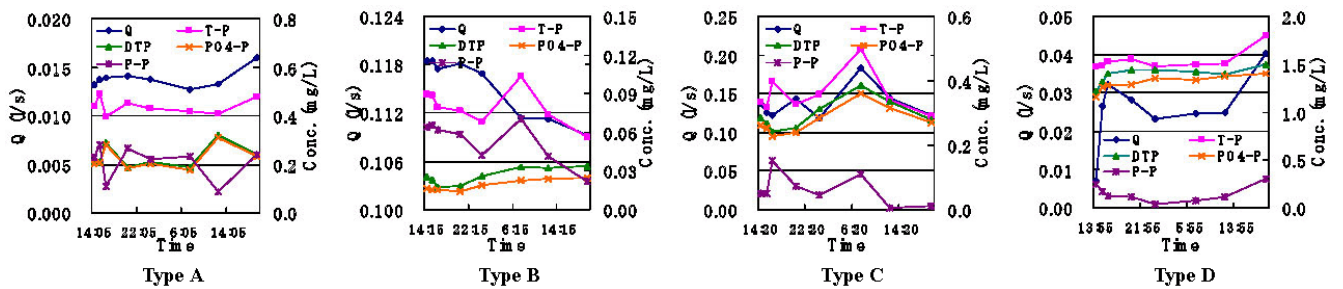 0.020
0.015
0.010
0.005
0.000
Q (l/s)
0.8
0.6
0.4
0.2
0.0
Conc. (mg/L)
Q
T-P
DTP
PO4-P
P-P
14:05
22:05
6:05
14:05
Time
Type A
0.124
0.118
0.112
0.106
0.100
Q (l/s)
0.15
0.12
0.09
0.06
0.03
0.00
Conc. (mg/L)
Q
T-P
DTP
PO4-P
P-P
14:15
22:15
6:15
14:15
Time
Type B
0.25
0.20
0.15
0.10
0.05
0.00
Q (l/s)
0.6
0.4
0.2
0.0
Conc. (mg/L)
Q
T-P
DTP
PO4-P
P-P
14:20
22:20
6:20
14:20
Time
Type C
0.05
0.04
0.03
0.02
0.01
0.00
Q (l/s)
2.0
1.5
1.0
0.5
0.0
Conc. (mg/L)
Q
T-P
DTP
PO4-P
P-P
13:55
21:55
5:55
13:55
Time
Type D